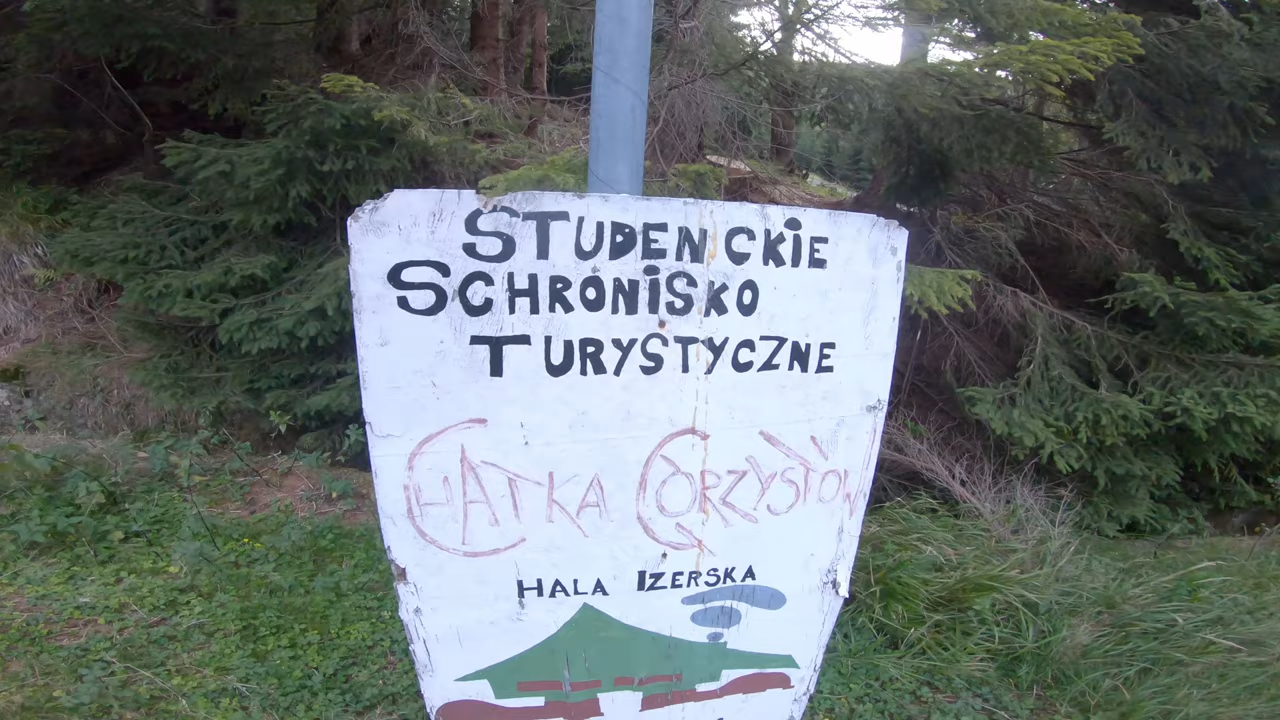 STUDENCKIE
SCHRONISKO
TURYSTYCZNE
CHATKA GÓRZYSTÓW
HALA IZERSKA